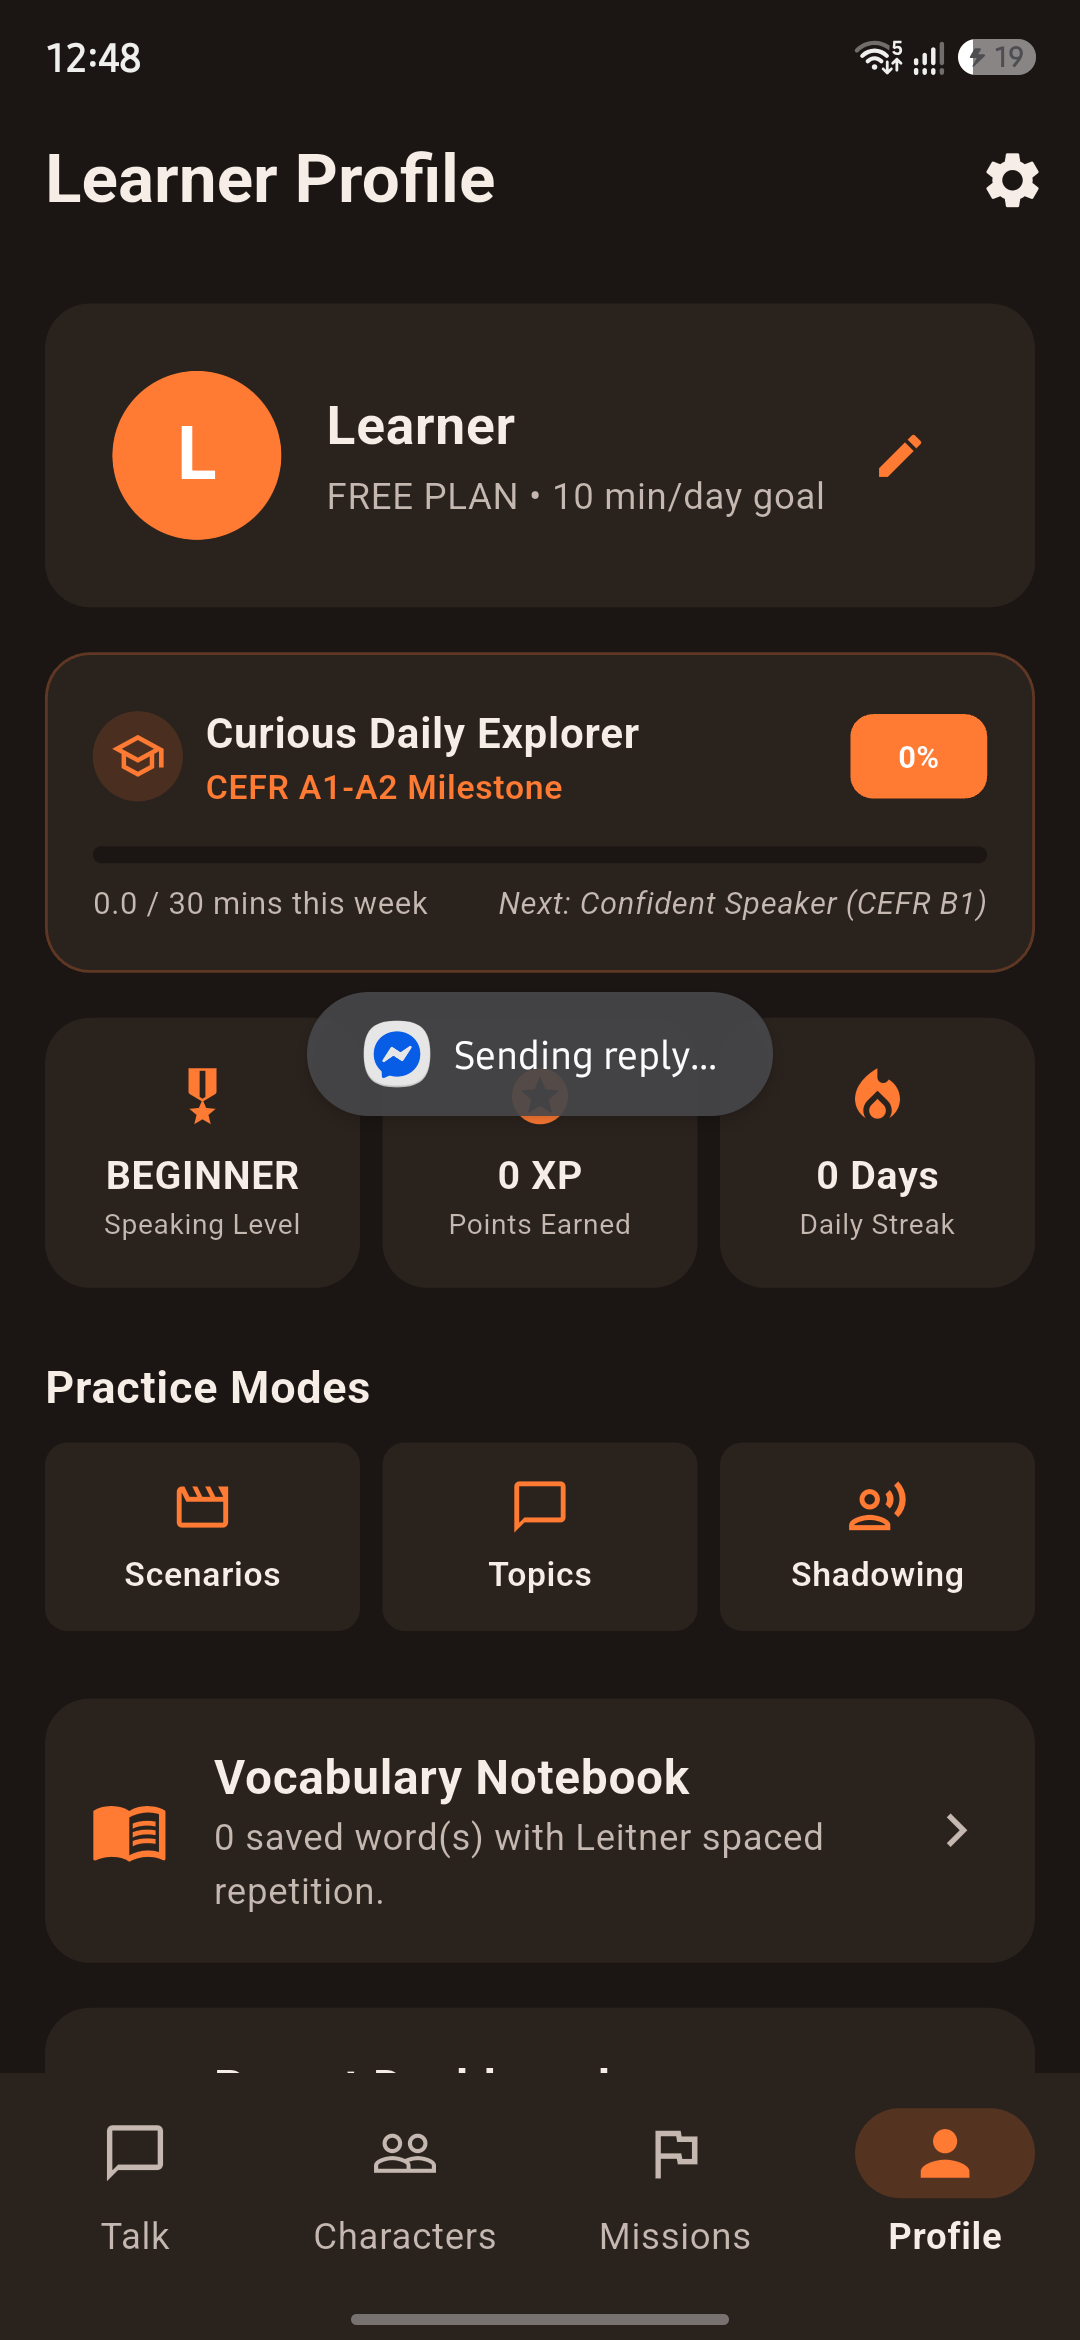 12:48
5
19
Learner Profile
L
Learner
FREE PLAN • 10 min/day goal
Curious Daily Explorer
CEFR A1-A2 Milestone
0%
0.0 / 30 mins this week
Next: Confident Speaker (CEFR B1)
Sending reply...
BEGINNER
Speaking Level
0 XP
Points Earned
0 Days
Daily Streak
Practice Modes
Scenarios
Topics
Shadowing
Vocabulary Notebook
0 saved word(s) with Leitner spaced
repetition.
Talk
Characters
Missions
Profile